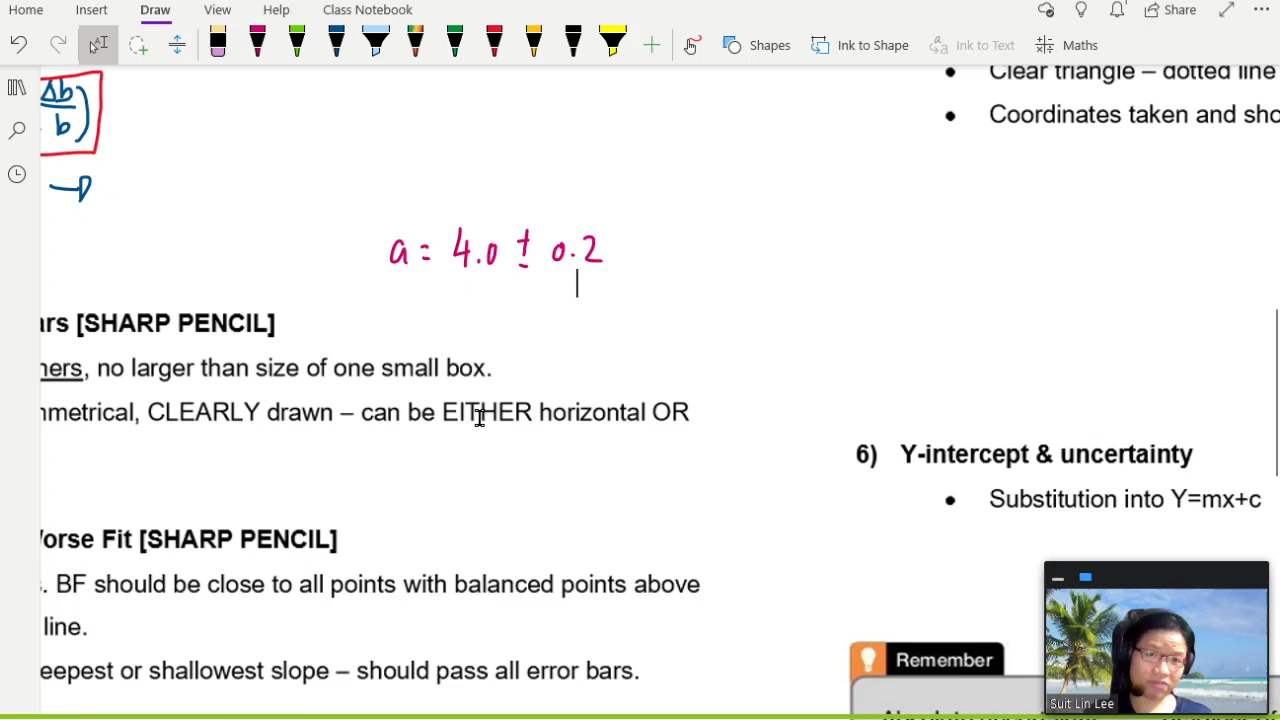 Home Insert Draw View Help Class Notebook Share
Shapes Ink to Shape Ink to Text Maths
Δb
b
a = 4.0 ± 0.2
ars [SHARP PENCIL]
ners, no larger than size of one small box.
mmetrical, CLEARLY drawn – can be EITHER horizontal OR
Vorse Fit [SHARP PENCIL]
s. BF should be close to all points with balanced points above
line.
eepest or shallowest slope – should pass all error bars.
• Clear triangle – dotted line
• Coordinates taken and sho
6) Y-intercept & uncertainty
• Substitution into Y=mx+c
Remember
Suit Lin Lee